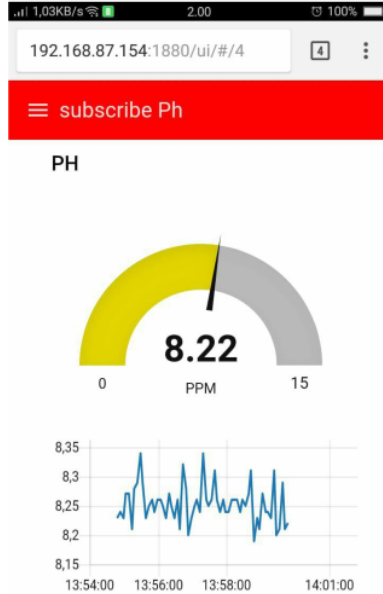 1,03KB/s 2.00 100%
192.168.87.154:1880/ui/#/4 4
subscribe Ph
PH
8.22
0 PPM 15
8,35
8,3
8,25
8,2
8,15
13:54:00 13:56:00 13:58:00 14:01:00